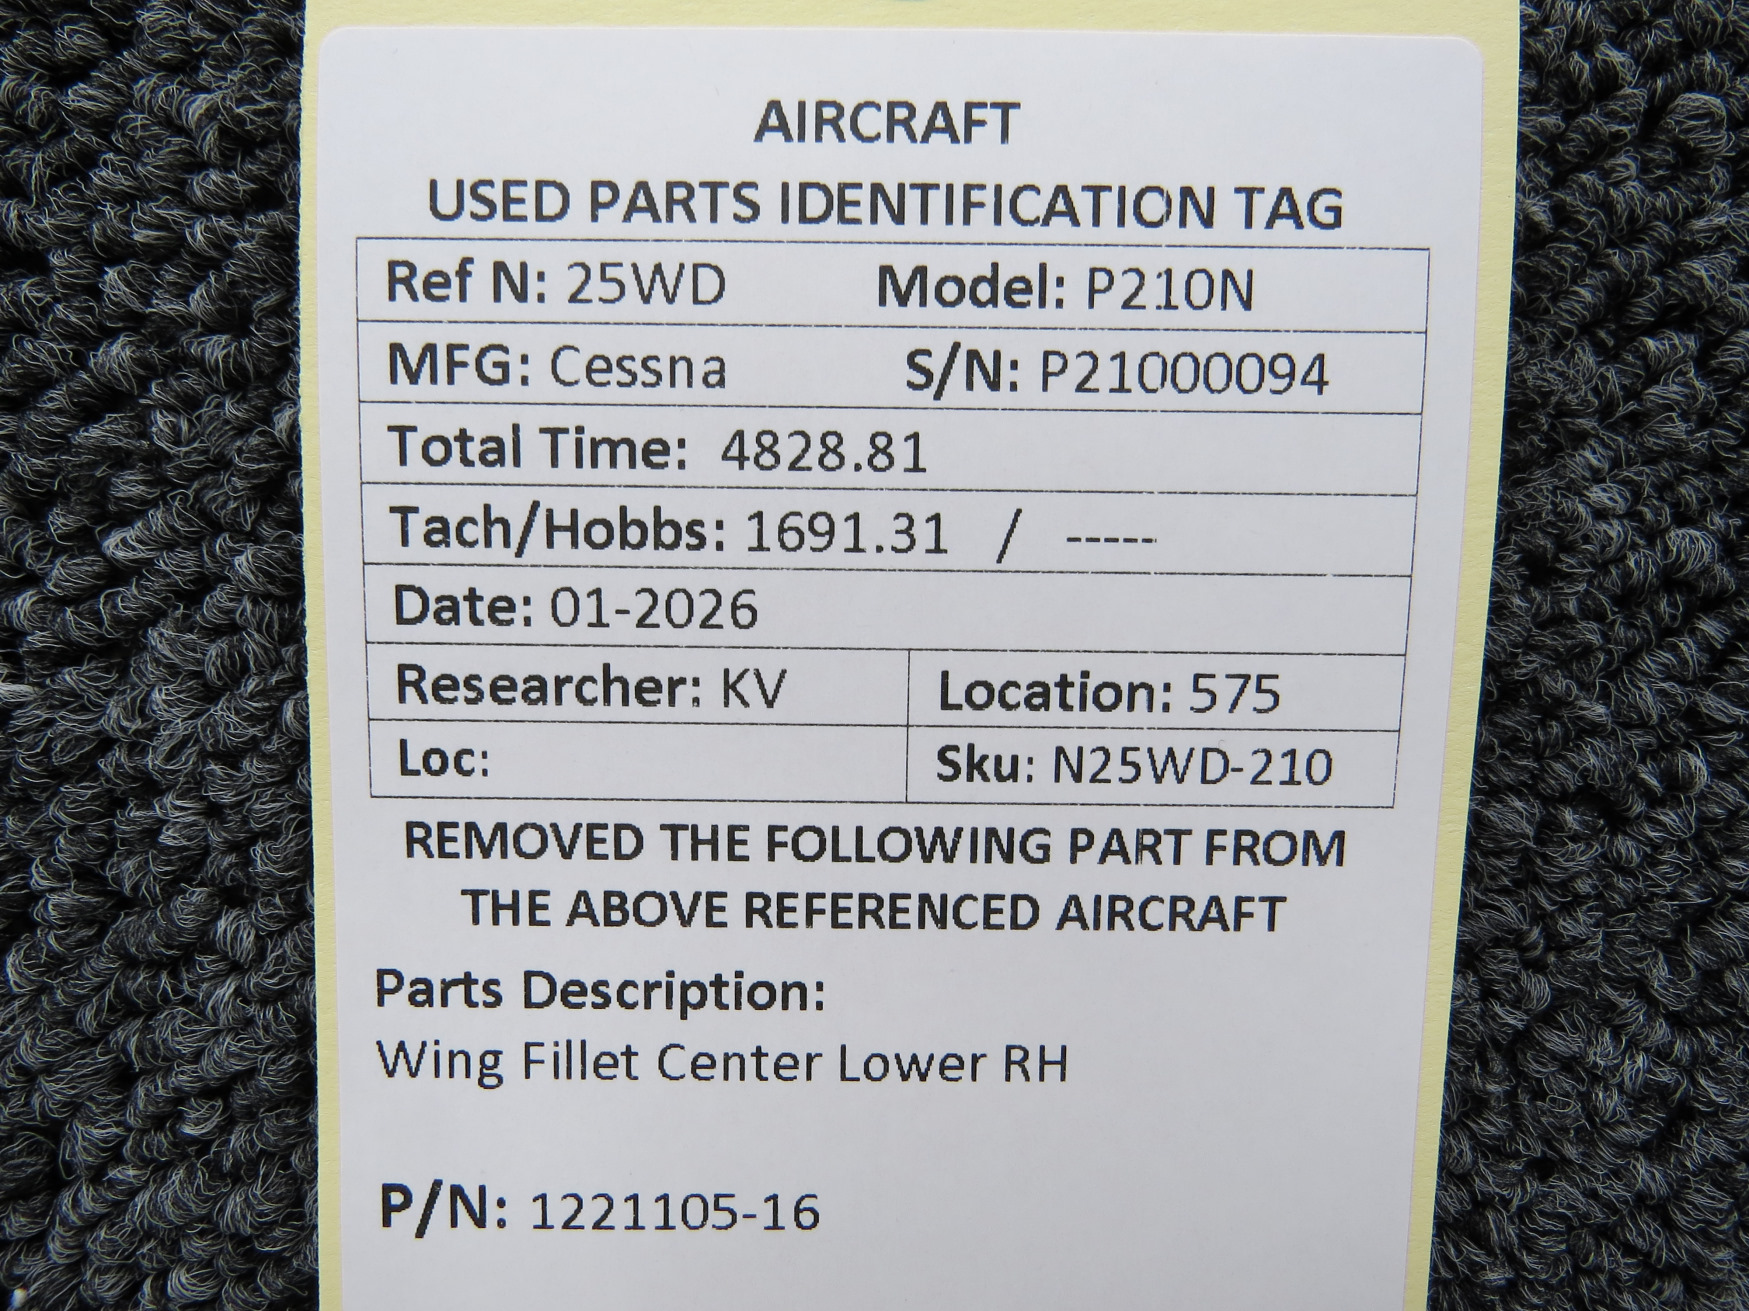 AIRCRAFT
USED PARTS IDENTIFICATION TAG
Ref N: 25WD Model: P210N
MFG: Cessna S/N: P21000094
Total Time: 4828.81
Tach/Hobbs: 1691.31 / -----
Date: 01-2026
Researcher: KV Location: 575
Loc: Sku: N25WD-210
REMOVED THE FOLLOWING PART FROM
THE ABOVE REFERENCED AIRCRAFT
Parts Description:
Wing Fillet Center Lower RH
P/N: 1221105-16